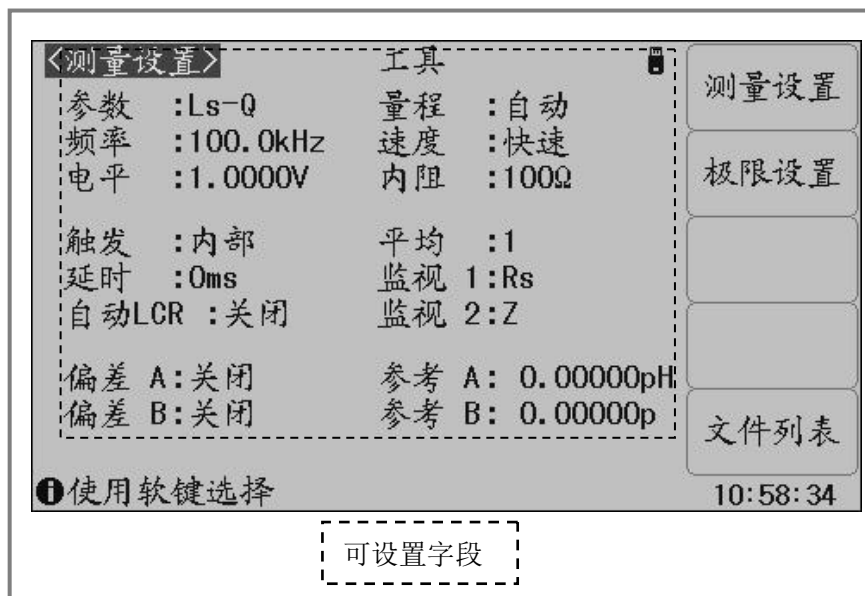 <测量设置> 工具
参数 :Ls-Q 量程 :自动
频率 :100.0kHz 速度 :快速
电平 :1.0000V 内阻 :100Ω
触发 :内部 平均 :1
延时 :0ms 监视 1:Rs
自动LCR :关闭 监视 2:Z
偏差 A:关闭 参考 A: 0.00000pH
偏差 B:关闭 参考 B: 0.00000p
使用软键选择
测量设置
极限设置
文件列表
10:58:34
可设置字段